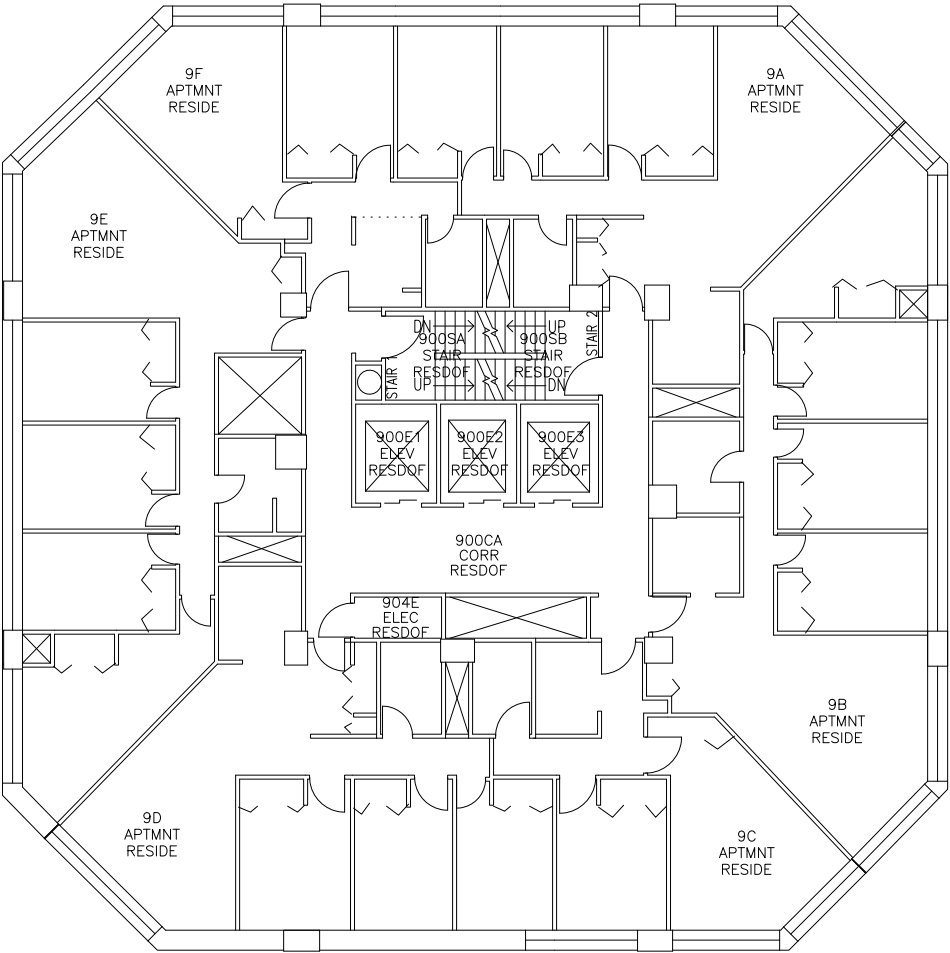 9F
APTMNT
RESIDE
9A
APTMNT
RESIDE
9E
APTMNT
RESIDE
DN
UP
900SA
STAIR
RESDOF
UP
900SB
STAIR
RESDOF
DN
STAIR 1
STAIR 2
900E1
ELEV
RESDOF
900E2
ELEV
RESDOF
900E3
ELEV
RESDOF
900CA
CORR
RESDOF
904E
ELEC
RESDOF
9B
APTMNT
RESIDE
9D
APTMNT
RESIDE
9C
APTMNT
RESIDE